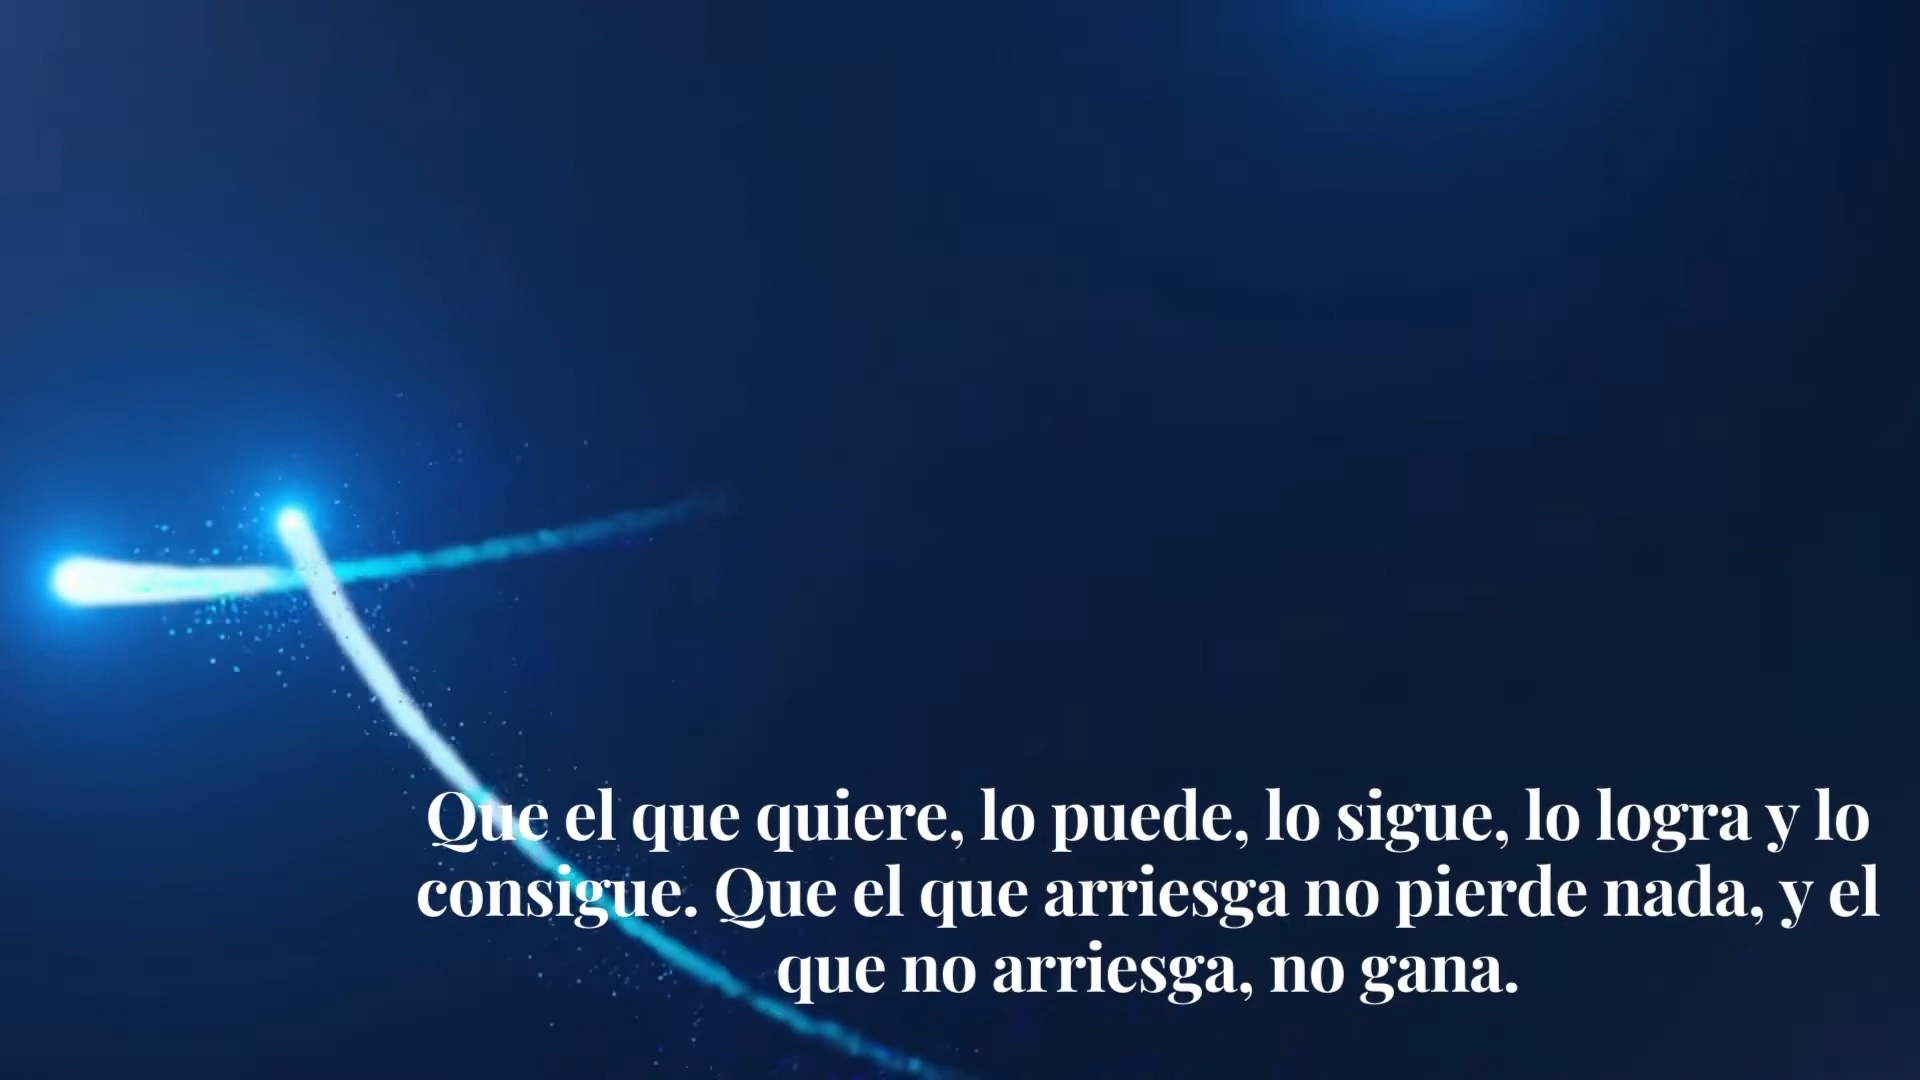 Que el que quiere, lo puede, lo sigue, lo logra y lo
consigue. Que el que arriesga no pierde nada, y el
que no arriesga, no gana.